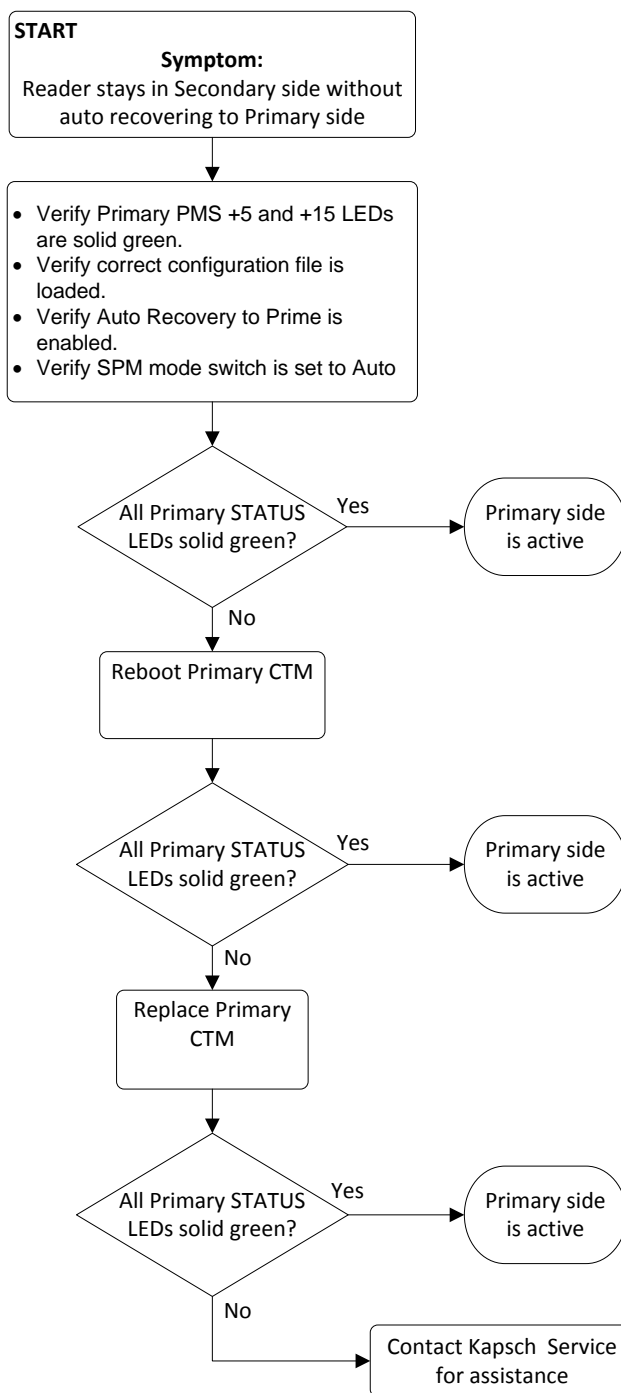 START
Symptom:
Reader stays in Secondary side without
auto recovering to Primary side
• Verify Primary PMS +5 and +15 LEDs
are solid green.
• Verify correct configuration file is
loaded.
• Verify Auto Recovery to Prime is
enabled.
• Verify SPM mode switch is set to Auto
All Primary STATUS
LEDs solid green?
Yes
Primary side
is active
No
Reboot Primary CTM
All Primary STATUS
LEDs solid green?
Yes
Primary side
is active
No
Replace Primary
CTM
All Primary STATUS
LEDs solid green?
Yes
Primary side
is active
No
Contact Kapsch Service
for assistance